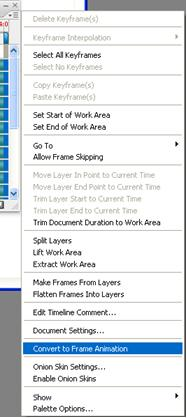 Delete Keyframe(s)
Keyframe Interpolation
Select All Keyframes
Select No Keyframes
Copy Keyframe(s)
Paste Keyframe(s)
Set Start of Work Area
Set End of Work Area
Go To
Allow Frame Skipping
Move Layer In Point to Current Time
Move Layer End Point to Current Time
Trim Layer Start to Current Time
Trim Layer End to Current Time
Trim Document Duration to Work Area
Split Layers
Lift Work Area
Extract Work Area
Make Frames From Layers
Flatten Frames Into Layers
Edit Timeline Comment...
Document Settings...
Convert to Frame Animation
Onion Skin Settings...
Enable Onion Skins
Show
Palette Options...